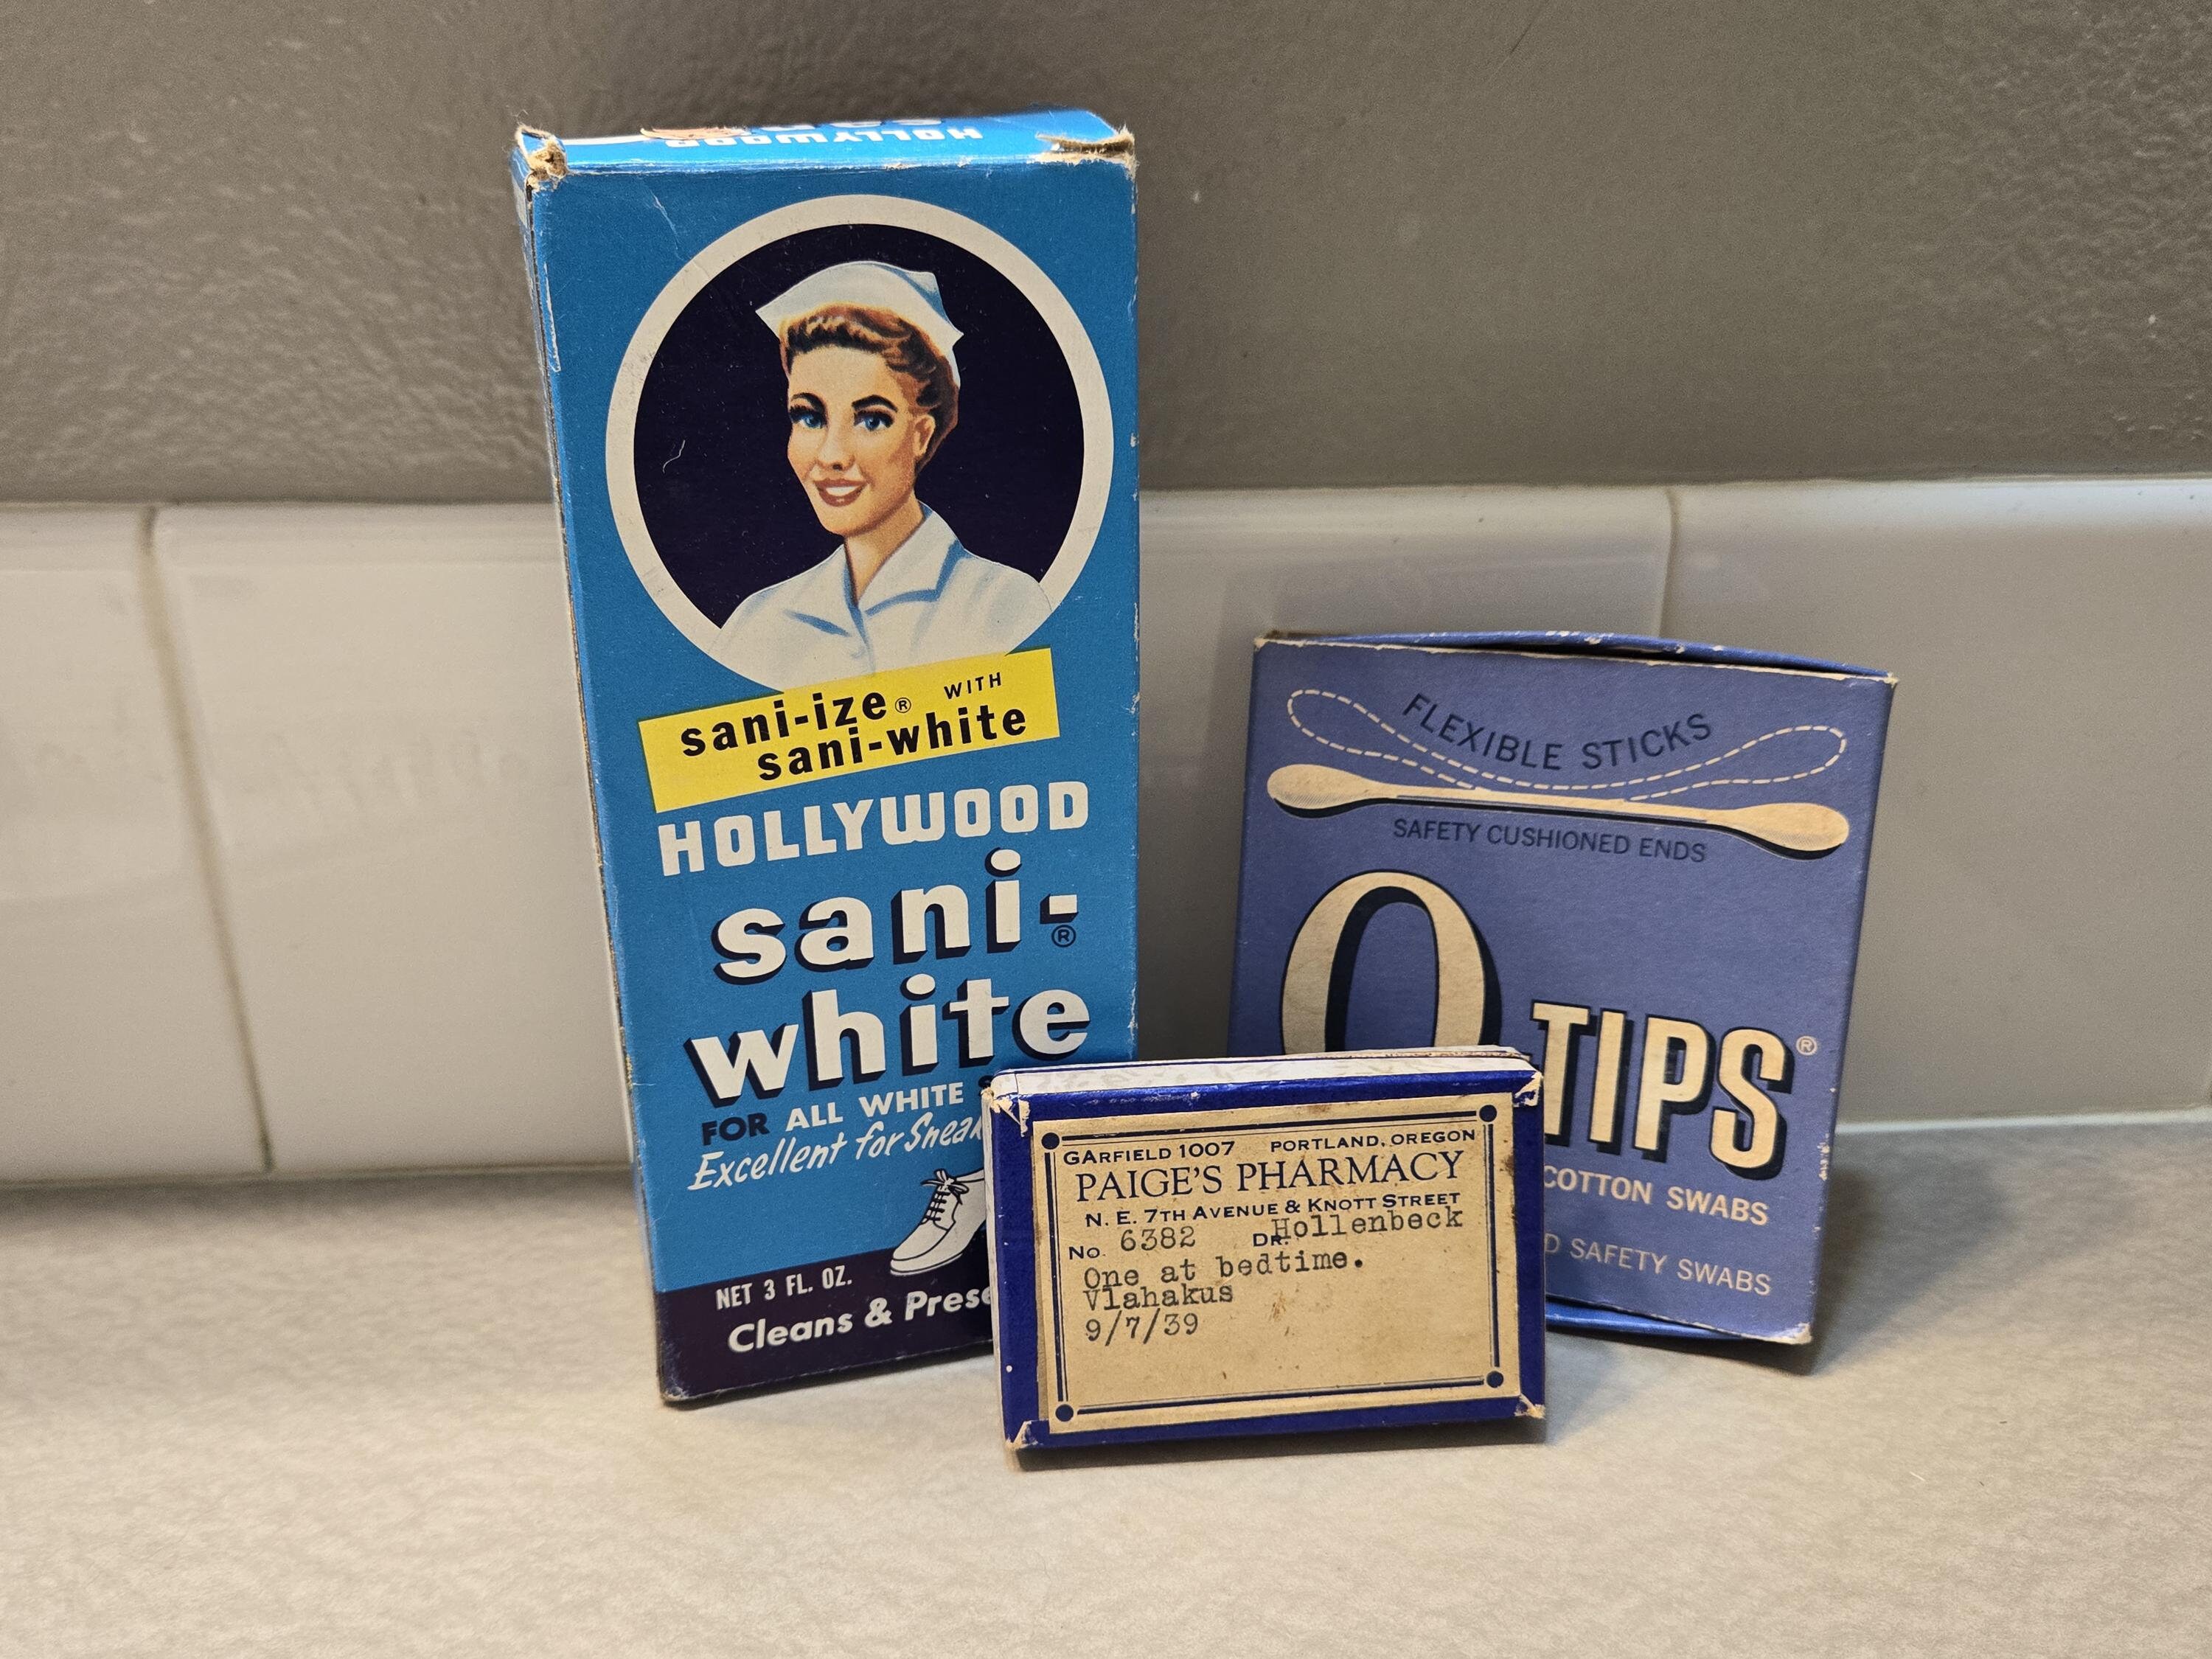 HOLLYWOOD
sani-ize® WITH
sani-white
HOLLYWOOD
sani-®
white
FOR ALL WHITE
Excellent for Sneak
NET 3 FL. OZ.
Cleans & Prese
GARFIELD 1007 PORTLAND, OREGON
PAIGE'S PHARMACY
N. E. 7TH AVENUE & KNOTT STREET
No. 6382 DR. Hollenbeck
One at bedtime.
Vlahakus
9/7/39
FLEXIBLE STICKS
SAFETY CUSHIONED ENDS
Q-TIPS®
COTTON SWABS
D SAFETY SWABS